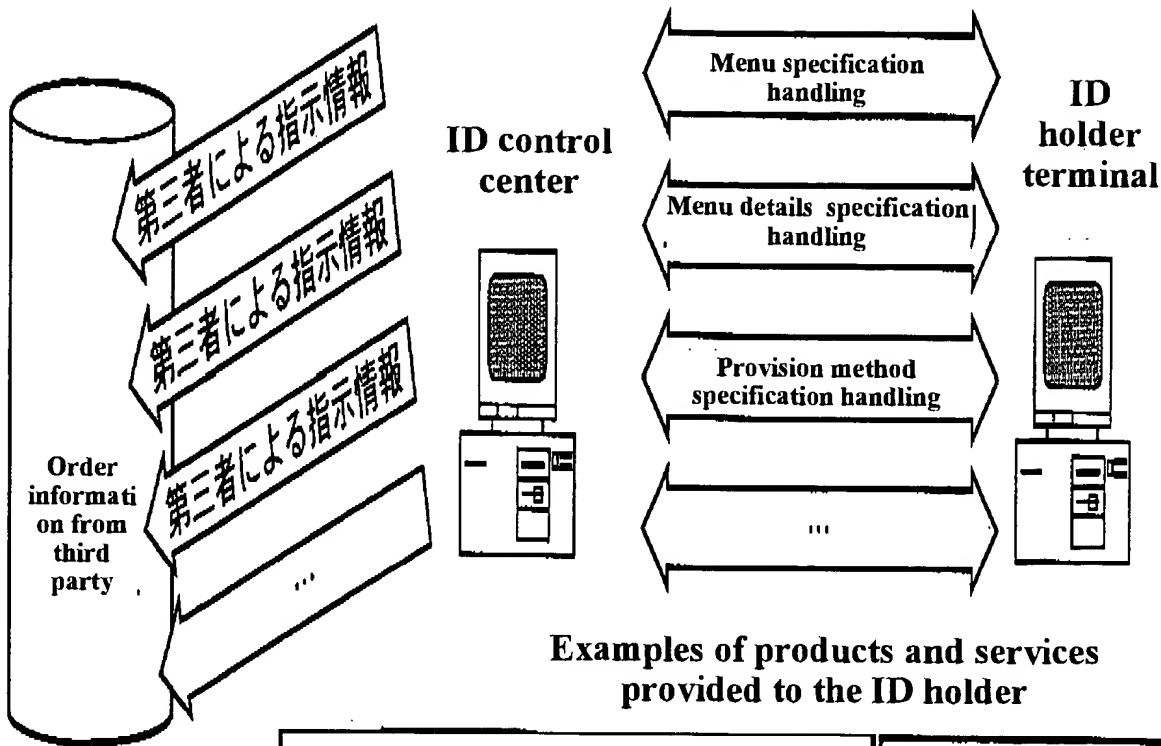 第三者による指示情報
第三者による指示情報
第三者による指示情報
...
Order
informati
on from
third
party
ID control
center
Menu specification
handling
Menu details specification
handling
Provision method
specification handling
...
ID
holder
terminal
Examples of products and services
provided to the ID holder